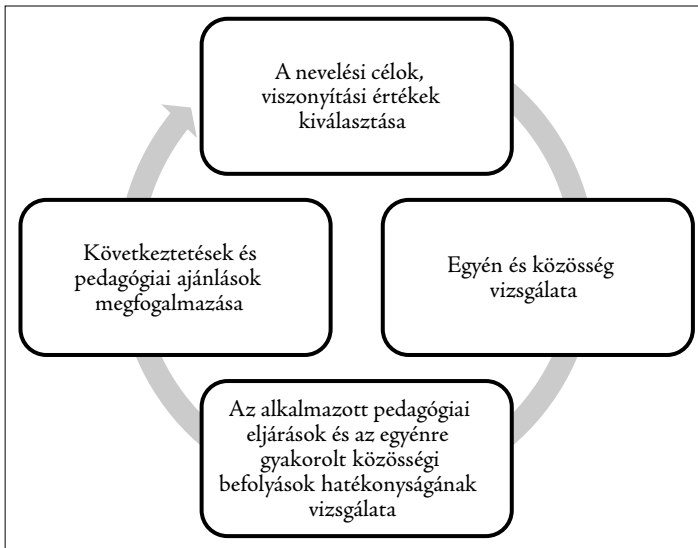 A nevelési célok,
viszonyítási értékek
kiválasztása
Egyén és közösség
vizsgálata
Az alkalmazott pedagógiai
eljárások és az egyénre
gyakorolt közösségi
befolyások hatékonyságának
vizsgálata
Következtetések és
pedagógiai ajánlások
megfogalmazása